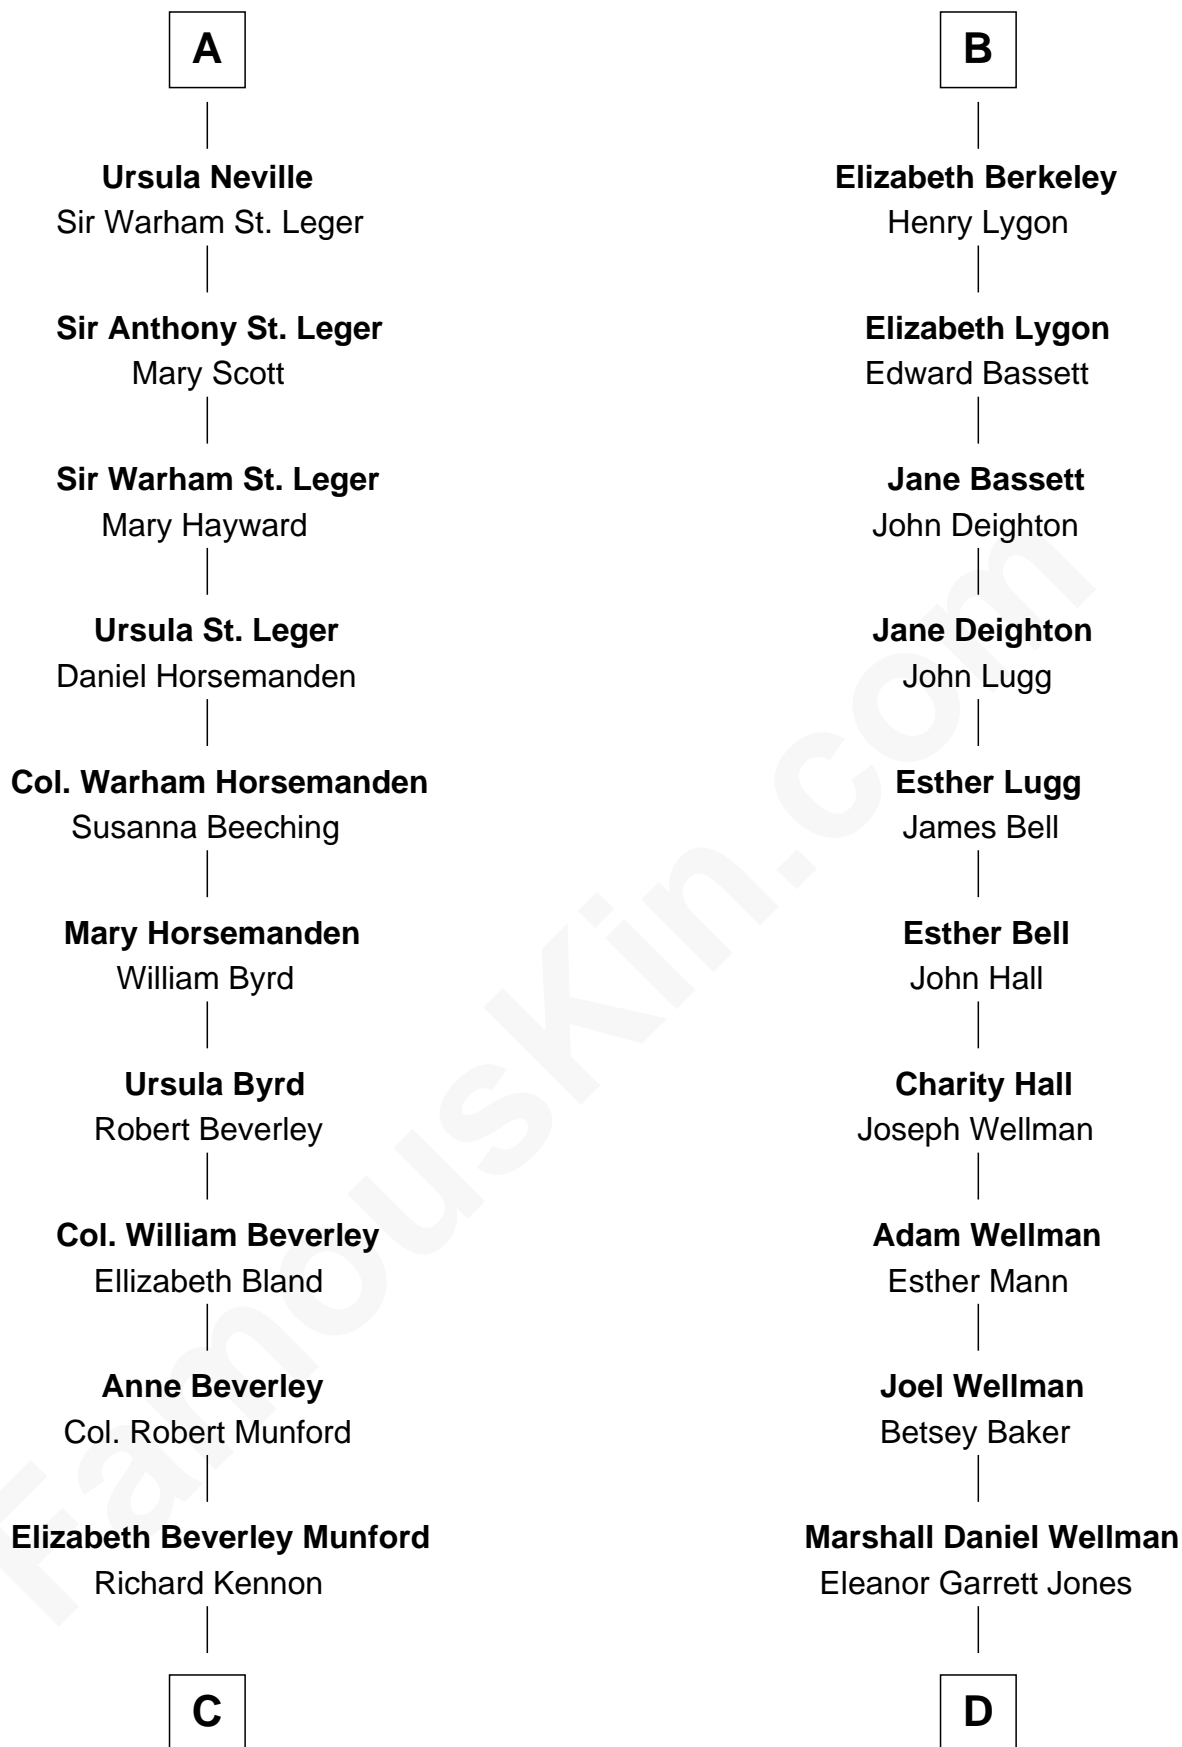 A
Ursula Neville
Sir Warham St. Leger
Sir Anthony St. Leger
Mary Scott
Sir Warham St. Leger
Mary Hayward
Ursula St. Leger
Daniel Horsemanden
Col. Warham Horsemanden
Susanna Beeching
Mary Horsemanden
William Byrd
Ursula Byrd
Robert Beverley
Col. William Beverley
Ellizabeth Bland
Anne Beverley
Col. Robert Munford
Elizabeth Beverley Munford
Richard Kennon
C
B
Elizabeth Berkeley
Henry Lygon
Elizabeth Lygon
Edward Bassett
Jane Bassett
John Deighton
Jane Deighton
John Lugg
Esther Lugg
James Bell
Esther Bell
John Hall
Charity Hall
Joseph Wellman
Adam Wellman
Esther Mann
Joel Wellman
Betsey Baker
Marshall Daniel Wellman
Eleanor Garrett Jones
D
FamousKin.com